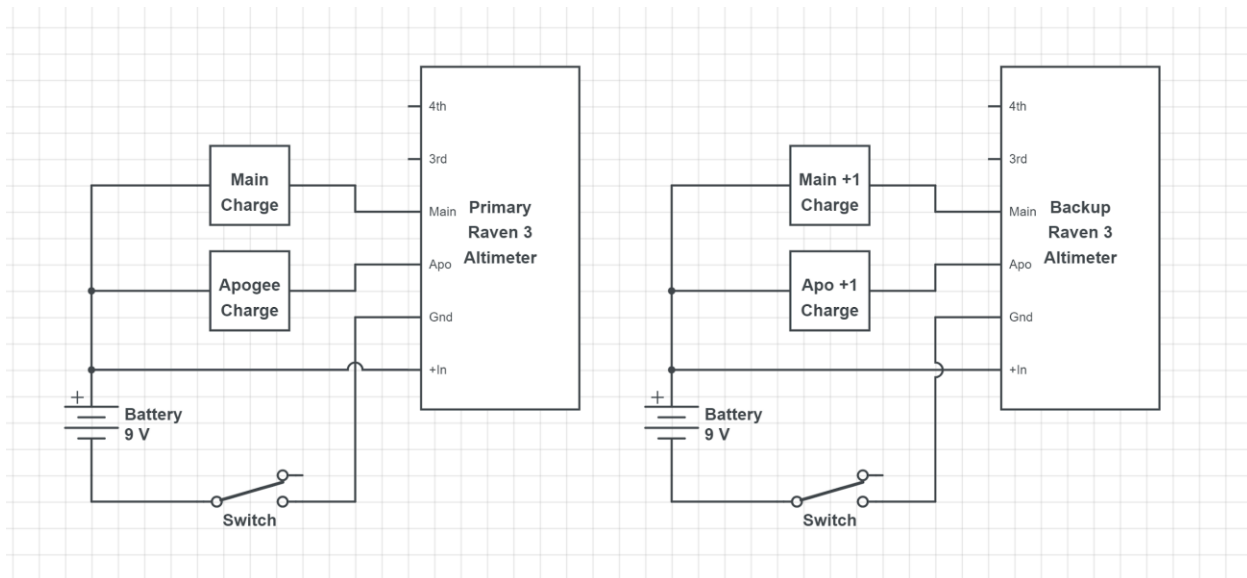 4th
3rd
Main
Charge
Main
Primary
Raven 3
Altimeter
Apogee
Charge
Apo
Gnd
+In
+
Battery
9 V
Switch
4th
3rd
Main +1
Charge
Main
Backup
Raven 3
Altimeter
Apo +1
Charge
Apo
Gnd
+In
+
Battery
9 V
Switch